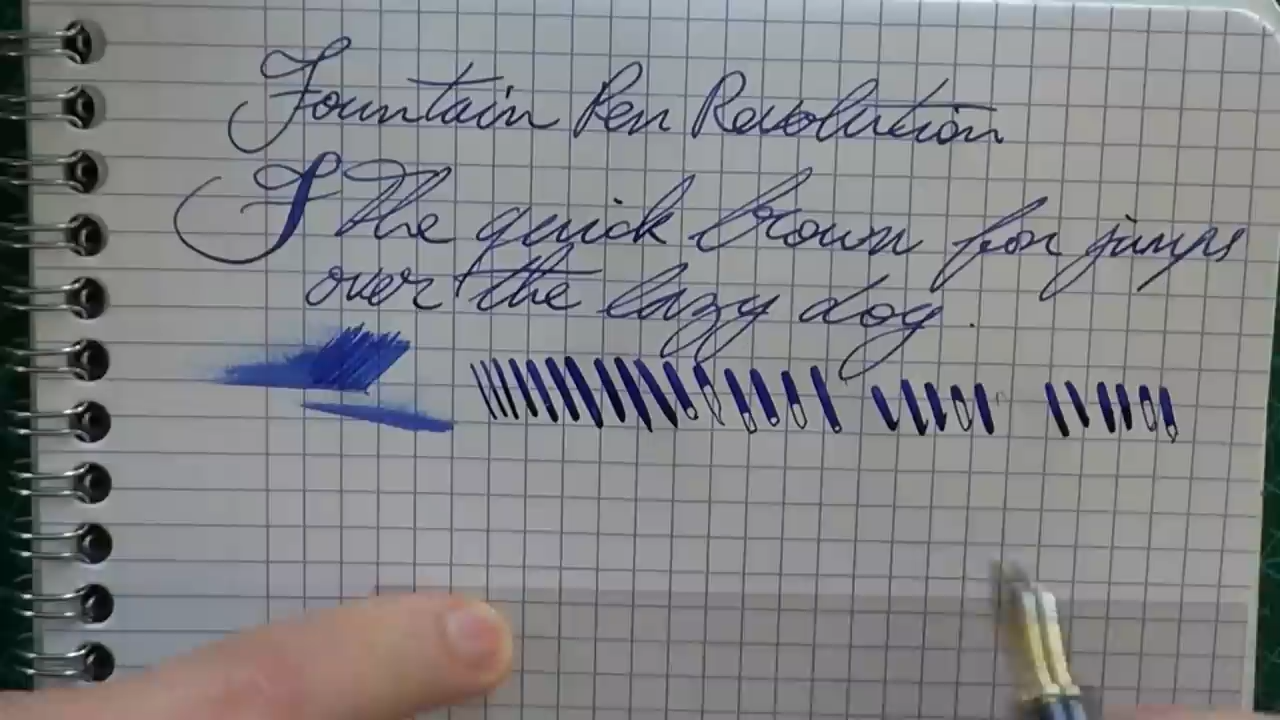 Fountain Pen Revolution
F The quick brown fox jumps
over the lazy dog.